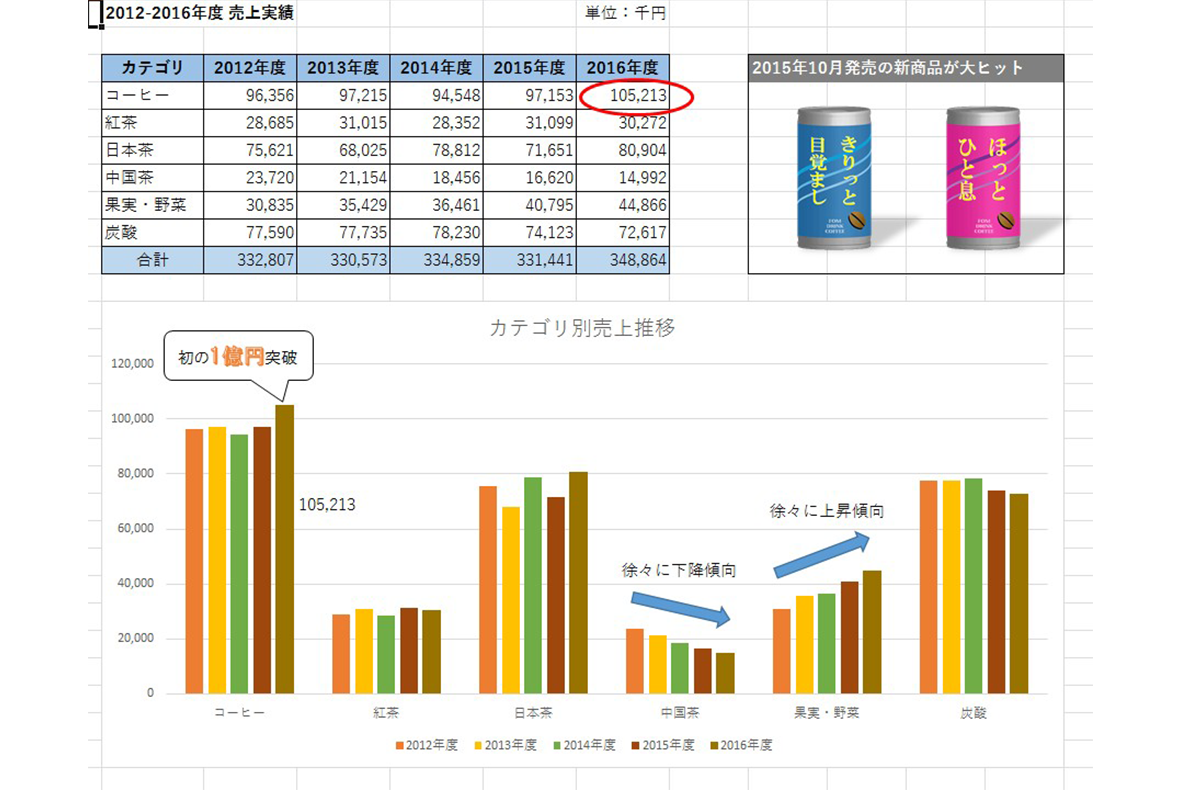 2012-2016年度 売上実績 単位：千円
カテゴリ 2012年度 2013年度 2014年度 2015年度 2016年度
コーヒー 96,356 97,215 94,548 97,153 105,213
紅茶 28,685 31,015 28,352 31,099 30,272
日本茶 75,621 68,025 78,812 71,651 80,904
中国茶 23,720 21,154 18,456 16,620 14,992
果実・野菜 30,835 35,429 36,461 40,795 44,866
炭酸 77,590 77,735 78,230 74,123 72,617
合計 332,807 330,573 334,859 331,441 348,864
2015年10月発売の新商品が大ヒット
きりっと
目覚まし
FOM
DRINK
COFFEE
ほっと
ひと息
FOM
DRINK
COFFEE
カテゴリ別売上推移
初の1億円突破
120,000
100,000
80,000
60,000
40,000
20,000
0
105,213
徐々に下降傾向
徐々に上昇傾向
コーヒー 紅茶 日本茶 中国茶 果実・野菜 炭酸
2012年度 2013年度 2014年度 2015年度 2016年度